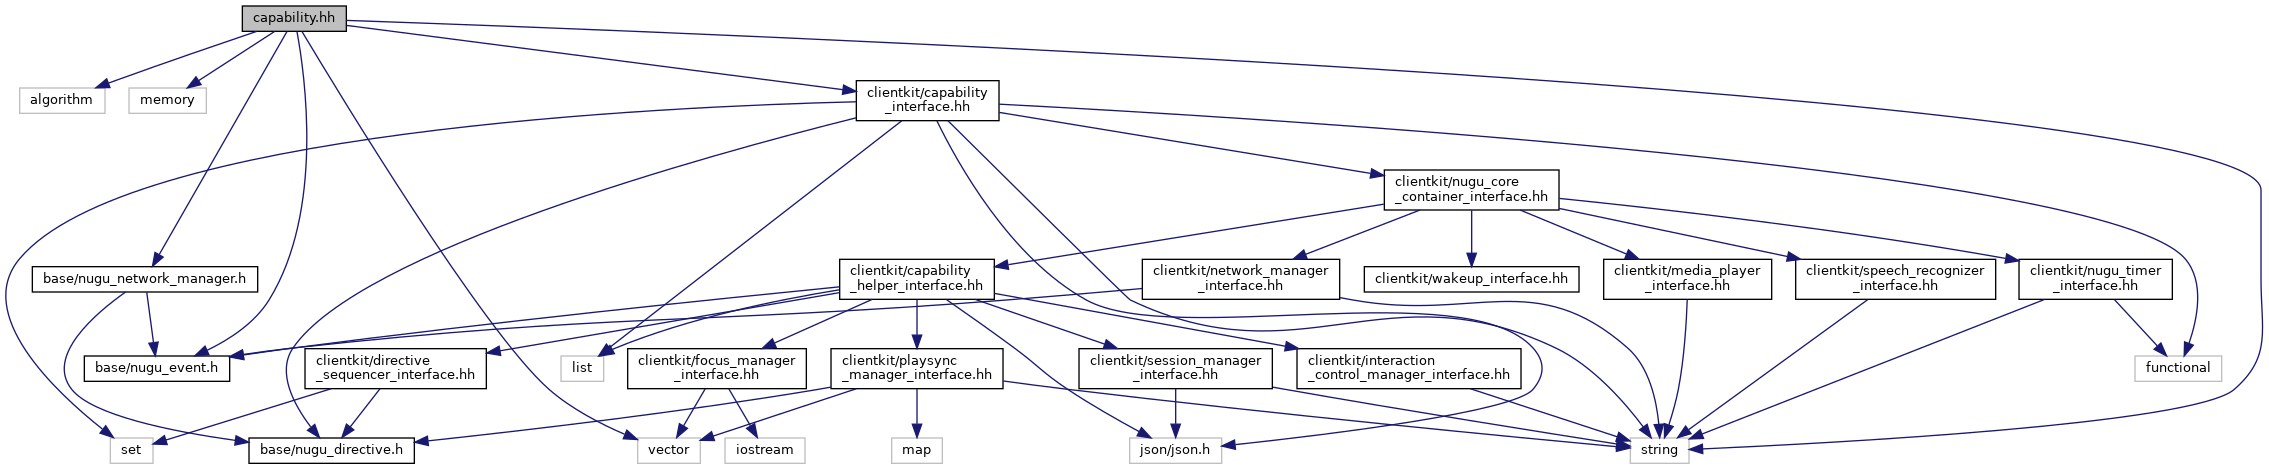 capability.hh
algorithm
memory
clientkit/capability
_interface.hh
clientkit/nugu_core
_container_interface.hh
base/nugu_network_manager.h
clientkit/capability
_helper_interface.hh
clientkit/network_manager
_interface.hh
clientkit/wakeup_interface.hh
clientkit/media_player
_interface.hh
clientkit/speech_recognizer
_interface.hh
clientkit/nugu_timer
_interface.hh
base/nugu_event.h
clientkit/directive
_sequencer_interface.hh
list
clientkit/focus_manager
_interface.hh
clientkit/playsync
_manager_interface.hh
clientkit/session_manager
_interface.hh
clientkit/interaction
_control_manager_interface.hh
functional
set
base/nugu_directive.h
vector
iostream
map
json/json.h
string